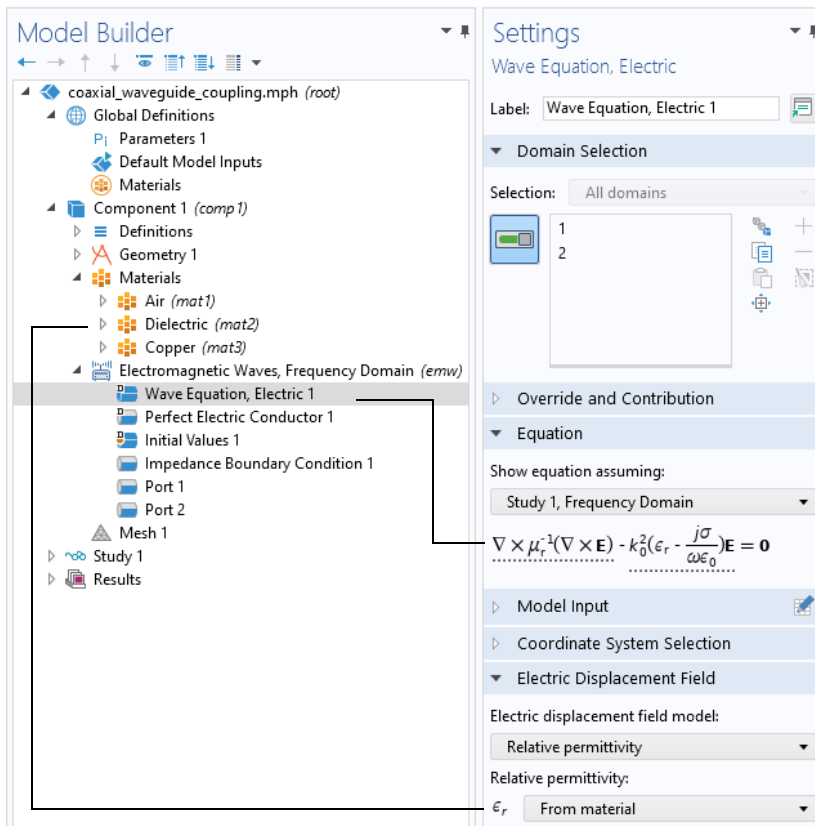 Model Builder
coaxial_waveguide_coupling.mph (root)
Global Definitions
Pi Parameters 1
Default Model Inputs
Materials
Component 1 (comp1)
Definitions
Geometry 1
Materials
Air (mat1)
Dielectric (mat2)
Copper (mat3)
Electromagnetic Waves, Frequency Domain (emw)
D Wave Equation, Electric 1
D Perfect Electric Conductor 1
D Initial Values 1
Impedance Boundary Condition 1
Port 1
Port 2
Mesh 1
Study 1
Results
Settings
Wave Equation, Electric
Label: Wave Equation, Electric 1
Domain Selection
Selection: All domains
1
2
Override and Contribution
Equation
Show equation assuming:
Study 1, Frequency Domain
∇ × μr⁻¹(∇ × E) - k₀²(ϵr - jσ/ωϵ₀)E = 0
Model Input
Coordinate System Selection
Electric Displacement Field
Electric displacement field model:
Relative permittivity
Relative permittivity:
ϵr From material